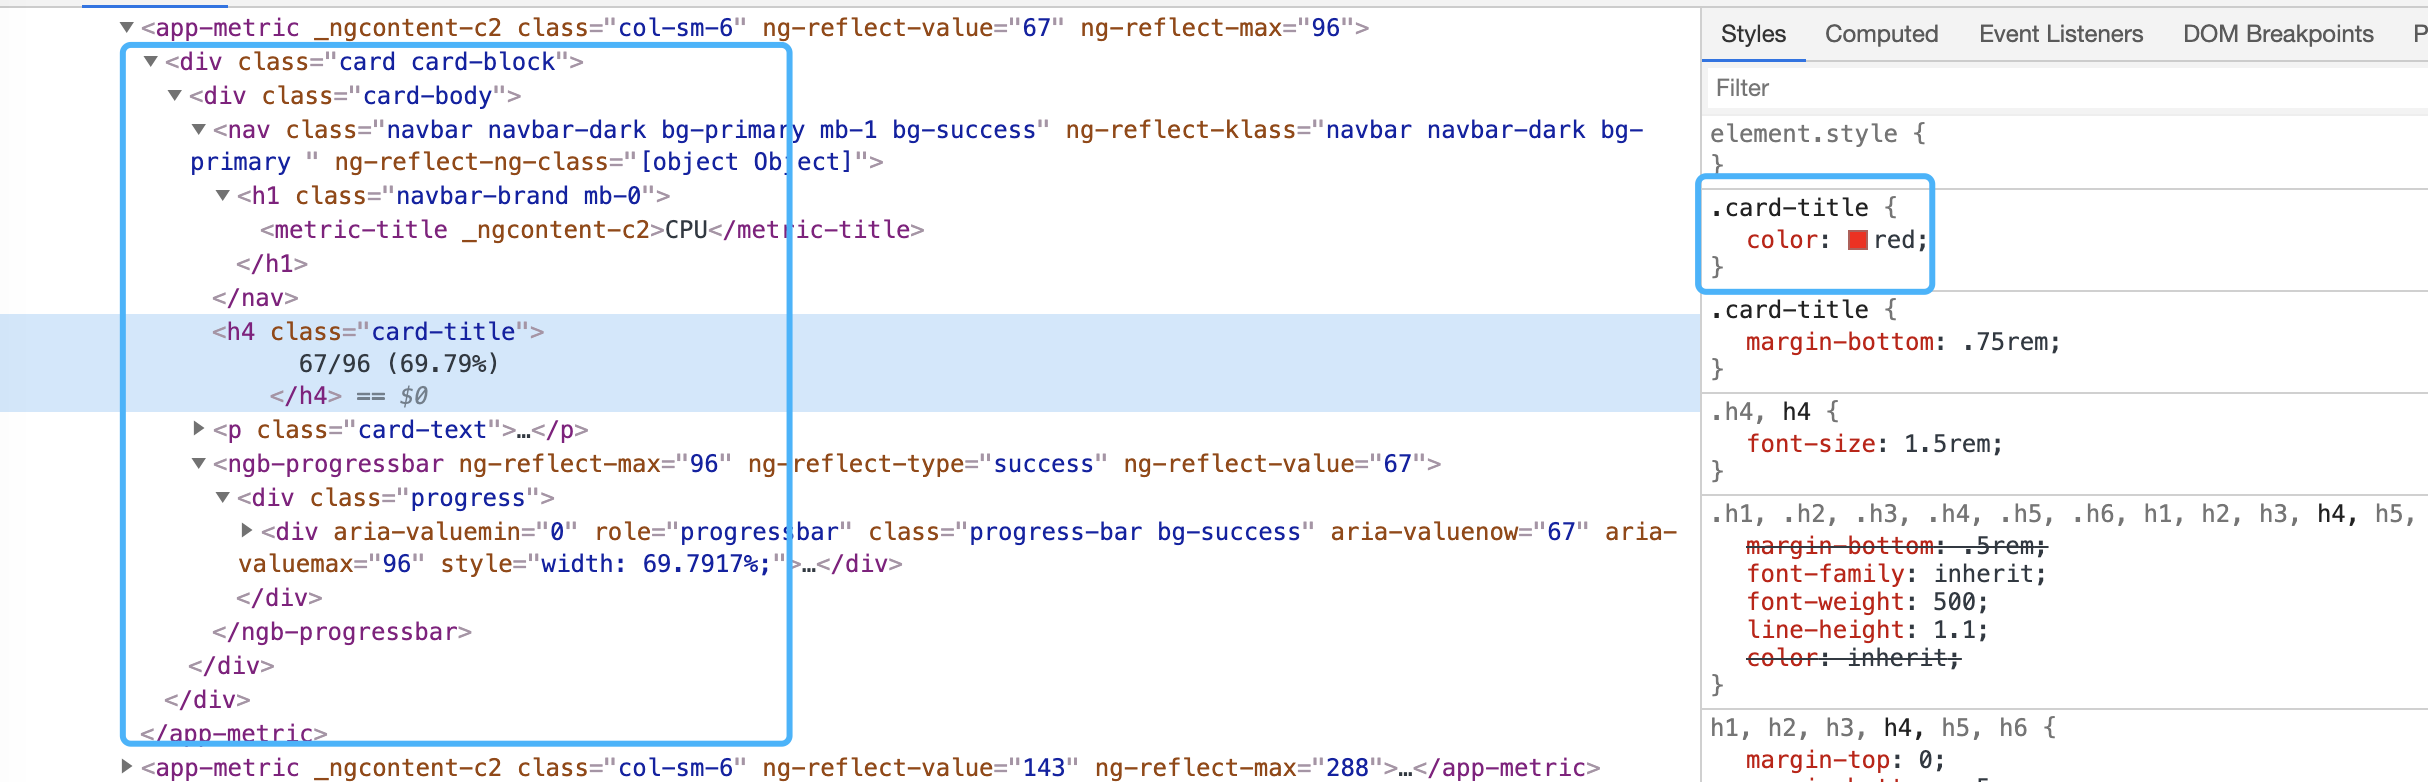 <app-metric _ngcontent-c2 class="col-sm-6" ng-reflect-value="67" ng-reflect-max="96">
<div class="card card-block">
<div class="card-body">
<nav class="navbar navbar-dark bg-primary mb-1 bg-success" ng-reflect-klass="navbar navbar-dark bg-
primary " ng-reflect-ng-class="[object Object]">
<h1 class="navbar-brand mb-0">
<metric-title _ngcontent-c2>CPU</metric-title>
</h1>
</nav>
<h4 class="card-title">
67/96 (69.79%)
</h4> == $0
<p class="card-text">…</p>
<ngb-progressbar ng-reflect-max="96" ng-reflect-type="success" ng-reflect-value="67">
<div class="progress">
<div aria-valuemin="0" role="progressbar" class="progress-bar bg-success" aria-valuenow="67" aria-
valuemax="96" style="width: 69.7917%;">…</div>
</div>
</ngb-progressbar>
</div>
</div>
</app-metric>
<app-metric _ngcontent-c2 class="col-sm-6" ng-reflect-value="143" ng-reflect-max="288">…</app-metric>
Styles Computed Event Listeners DOM Breakpoints
Filter
element.style {
}
.card-title {
color: red;
}
.card-title {
margin-bottom: .75rem;
}
.h4, h4 {
font-size: 1.5rem;
}
.h1, .h2, .h3, .h4, .h5, .h6, h1, h2, h3, h4, h5,
margin-bottom: .5rem;
font-family: inherit;
font-weight: 500;
line-height: 1.1;
color: inherit;
}
h1, h2, h3, h4, h5, h6 {
margin-top: 0;